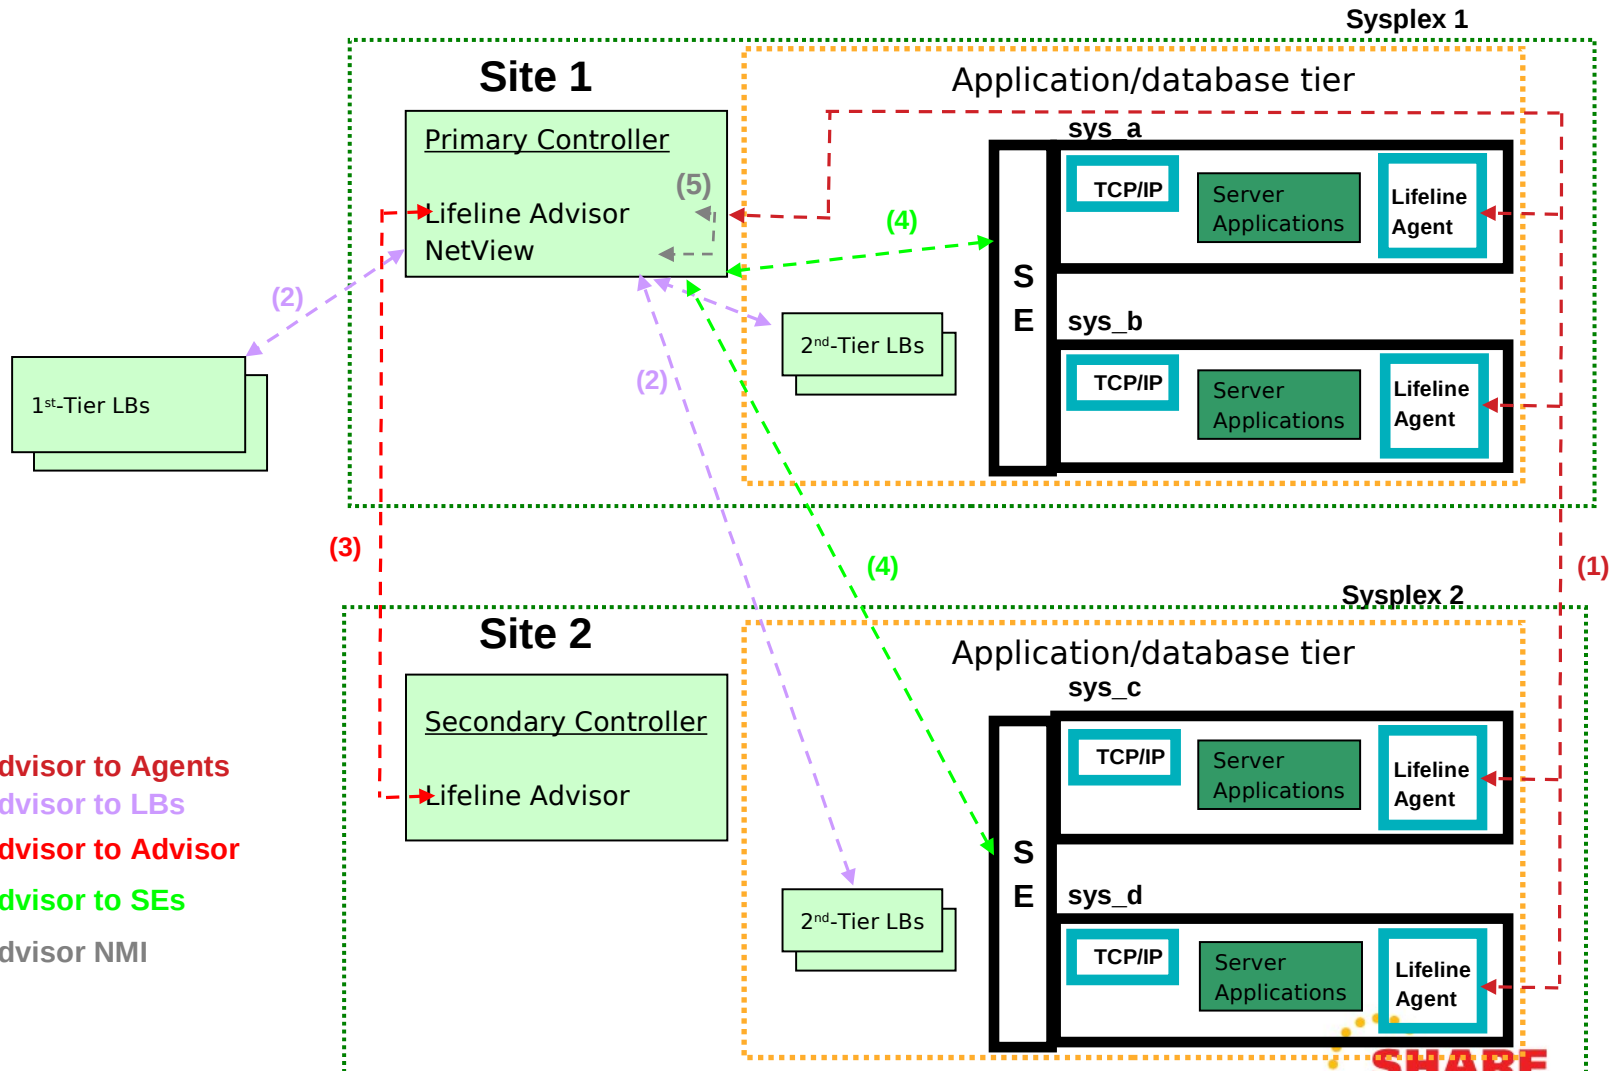 Sysplex 1
Site 1
Application/database tier
Primary Controller
sys_a
(5)
TCP/IP
Server
Applications
Lifeline
Agent
Lifeline Advisor
NetView
(4)
(2)
S
E
sys_b
2nd-Tier LBs
TCP/IP
Server
Applications
Lifeline
Agent
(2)
1st-Tier LBs
(3)
(4)
(1)
Sysplex 2
Site 2
Application/database tier
sys_c
Secondary Controller
TCP/IP
Server
Applications
Lifeline
Agent
Lifeline Advisor
dvisor to Agents
dvisor to LBs
dvisor to Advisor
dvisor to SEs
dvisor NMI
S
E
sys_d
2nd-Tier LBs
TCP/IP
Server
Applications
Lifeline
Agent
SHARE